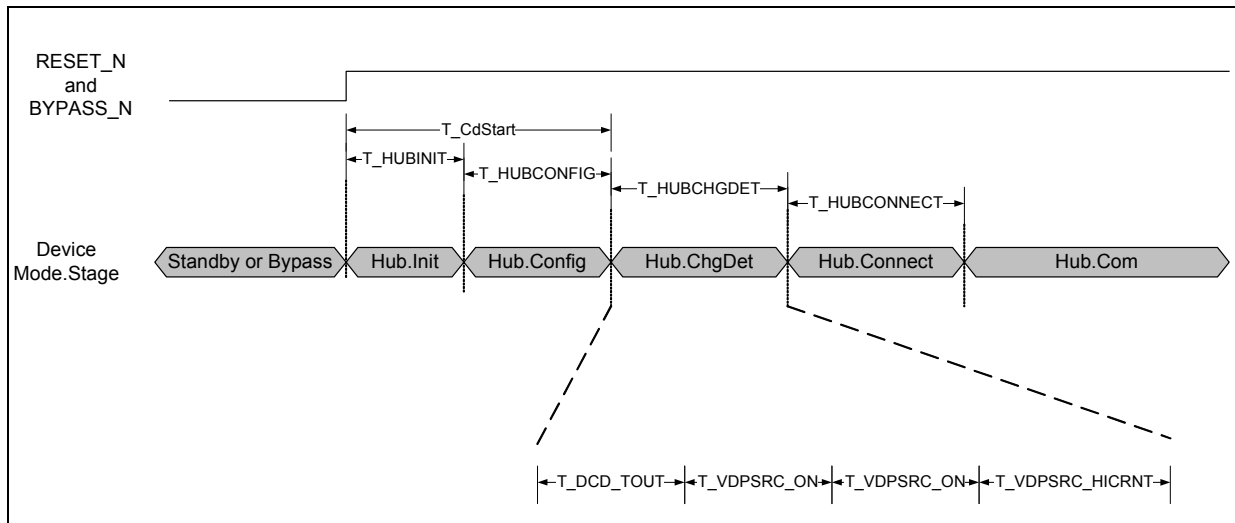 RESET_N
and
BYPASS_N
T_CdStart
T_HUBINIT
T_HUBCONFIG
T_HUBCHGDET
T_HUBCONNECT
Device
Mode.Stage
Standby or Bypass
Hub.Init
Hub.Config
Hub.ChgDet
Hub.Connect
Hub.Com
T_DCD_TOUT
T_VDPSRC_ON
T_VDPSRC_ON
T_VDPSRC_HICRNT